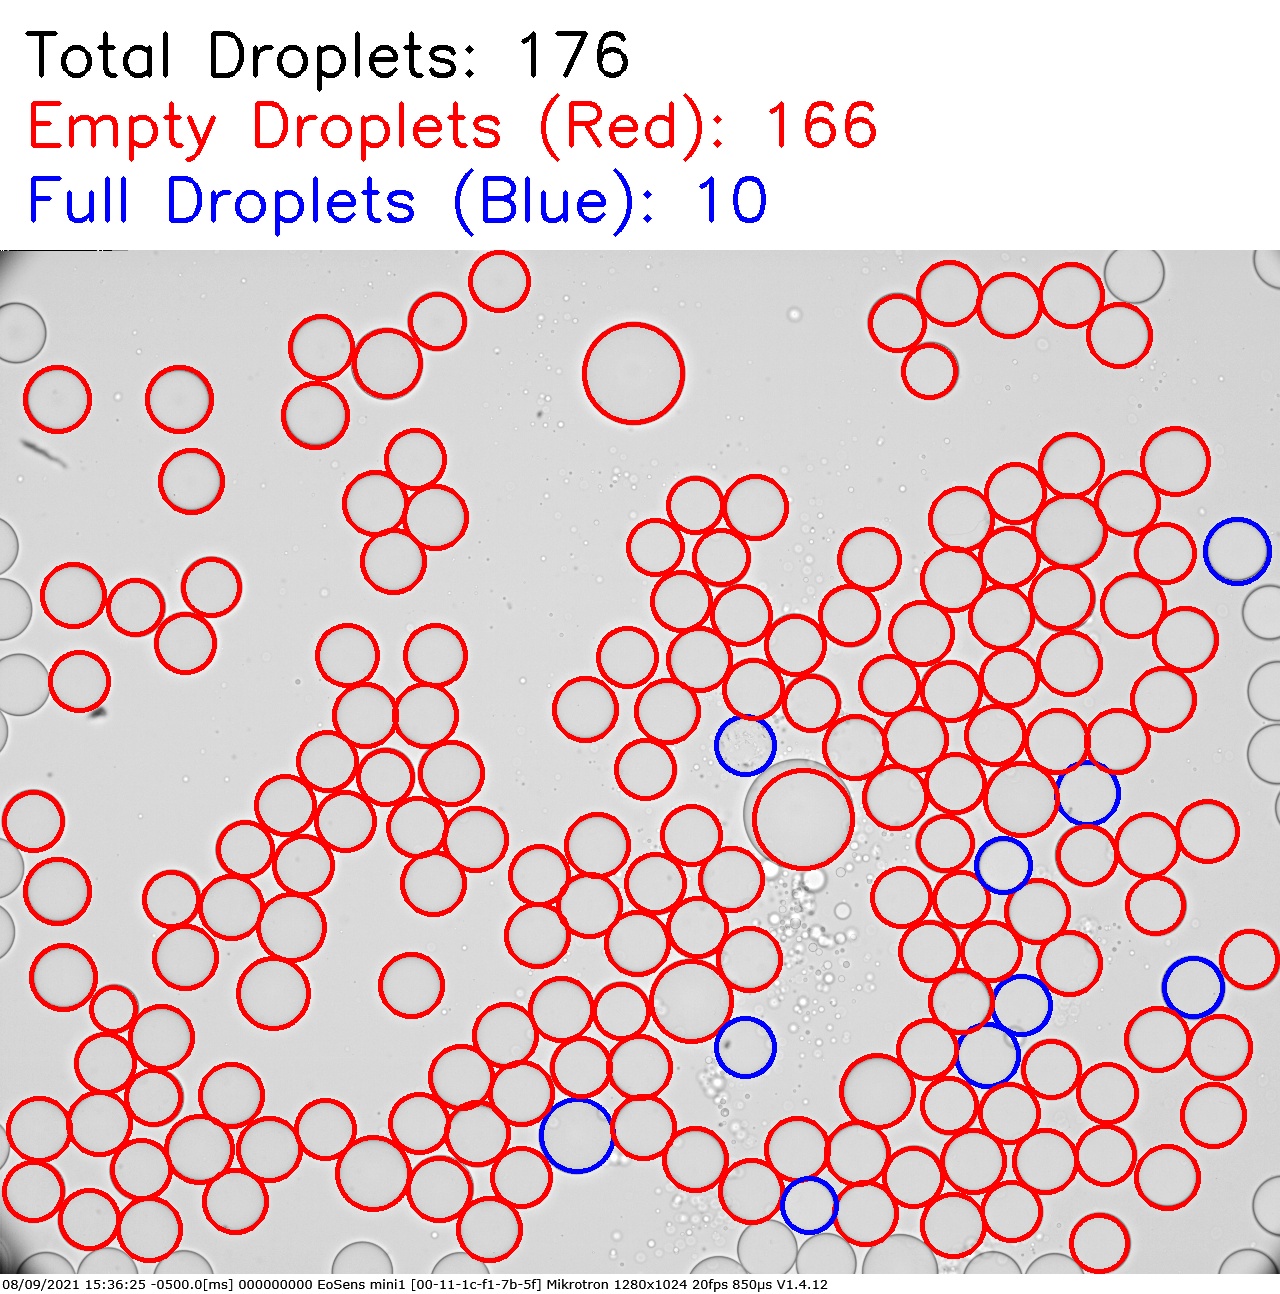 Total Droplets: 176
Empty Droplets (Red): 166
Full Droplets (Blue): 10
08/09/2021 15:36:25 -0500.0[ms] 000000000 EoSens mini1 [00-11-1c-f1-7b-5f] Mikrotron 1280x1024 20fps 850µs V1.4.12